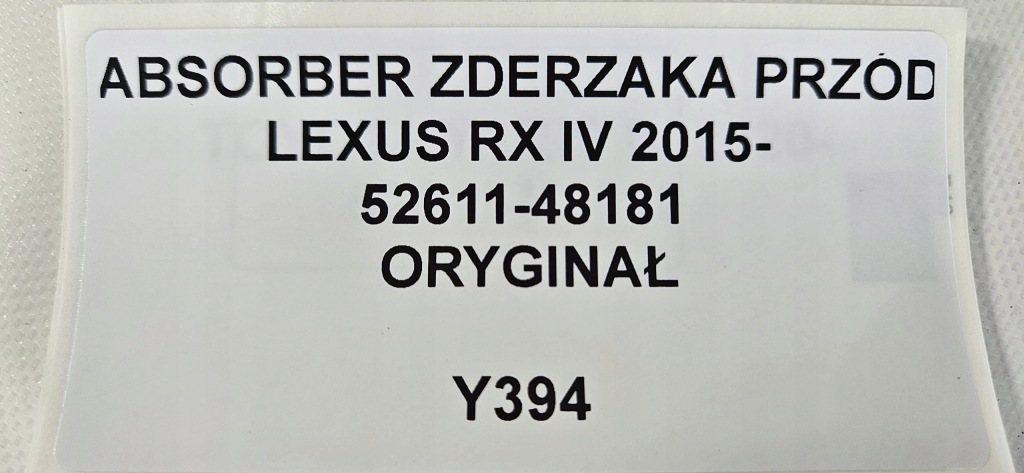 ABSORBER ZDERZAKA PRZÓD
LEXUS RX IV 2015-
52611-48181
ORYGINAŁ
Y394